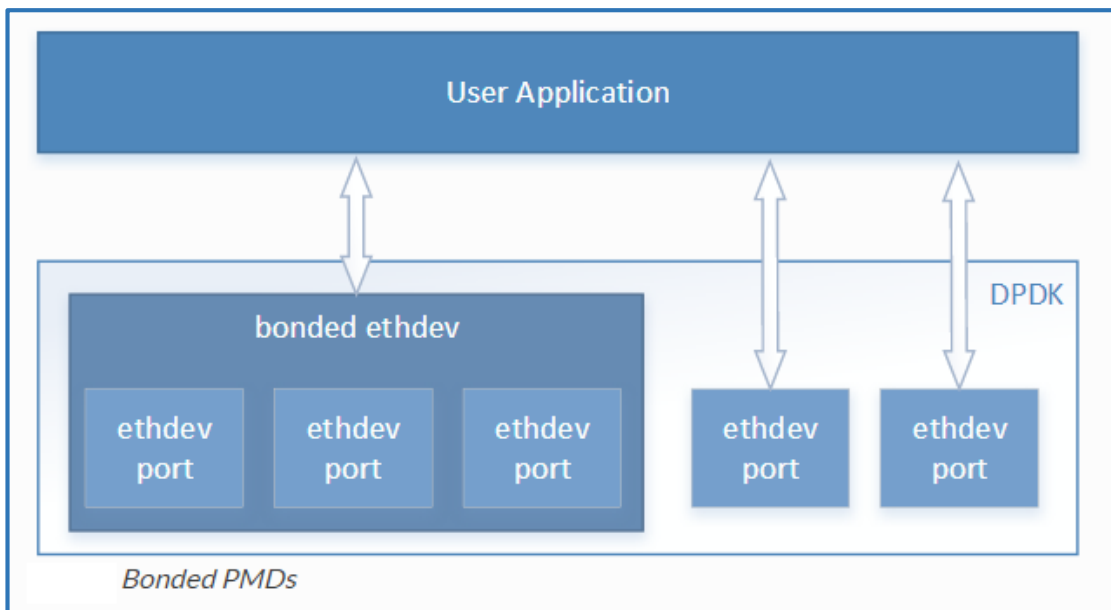 User Application
DPDK
bonded ethdev
ethdev
port
ethdev
port
ethdev
port
ethdev
port
ethdev
port
Bonded PMDs